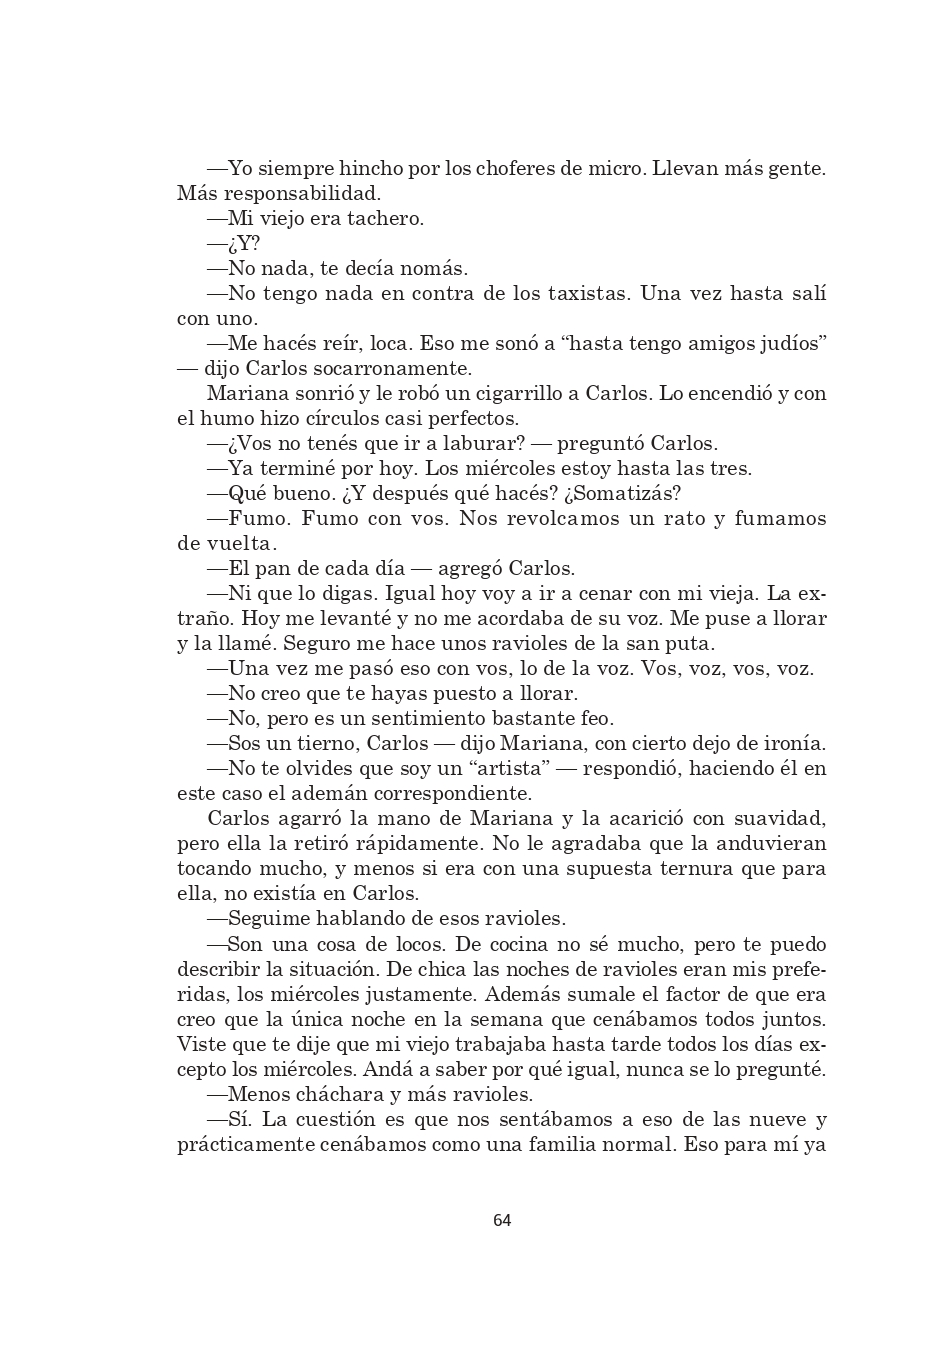 —Yo siempre hincho por los choferes de micro. Llevan más gente.
Más responsabilidad.
—Mi viejo era tachero.
—¿Y?
—No nada, te decía nomás.
—No tengo nada en contra de los taxistas. Una vez hasta salí
con uno.
—Me hacés reír, loca. Eso me sonó a “hasta tengo amigos judíos”
— dijo Carlos socarronamente.
Mariana sonrió y le robó un cigarrillo a Carlos. Lo encendió y con
el humo hizo círculos casi perfectos.
—¿Vos no tenés que ir a laburar? — preguntó Carlos.
—Ya terminé por hoy. Los miércoles estoy hasta las tres.
—Qué bueno. ¿Y después qué hacés? ¿Somatizás?
—Fumo. Fumo con vos. Nos revolcamos un rato y fumamos
de vuelta.
—El pan de cada día — agregó Carlos.
—Ni que lo digas. Igual hoy voy a ir a cenar con mi vieja. La ex-
traño. Hoy me levanté y no me acordaba de su voz. Me puse a llorar
y la llamé. Seguro me hace unos ravioles de la san puta.
—Una vez me pasó eso con vos, lo de la voz. Vos, voz, vos, voz.
—No creo que te hayas puesto a llorar.
—No, pero es un sentimiento bastante feo.
—Sos un tierno, Carlos — dijo Mariana, con cierto dejo de ironía.
—No te olvides que soy un “artista” — respondió, haciendo él en
este caso el ademán correspondiente.
Carlos agarró la mano de Mariana y la acarició con suavidad,
pero ella la retiró rápidamente. No le agradaba que la anduvieran
tocando mucho, y menos si era con una supuesta ternura que para
ella, no existía en Carlos.
—Seguime hablando de esos ravioles.
—Son una cosa de locos. De cocina no sé mucho, pero te puedo
describir la situación. De chica las noches de ravioles eran mis prefe-
ridas, los miércoles justamente. Además sumale el factor de que era
creo que la única noche en la semana que cenábamos todos juntos.
Viste que te dije que mi viejo trabajaba hasta tarde todos los días ex-
cepto los miércoles. Andá a saber por qué igual, nunca se lo pregunté.
—Menos cháchara y más ravioles.
—Sí. La cuestión es que nos sentábamos a eso de las nueve y
prácticamente cenábamos como una familia normal. Eso para mí ya
64